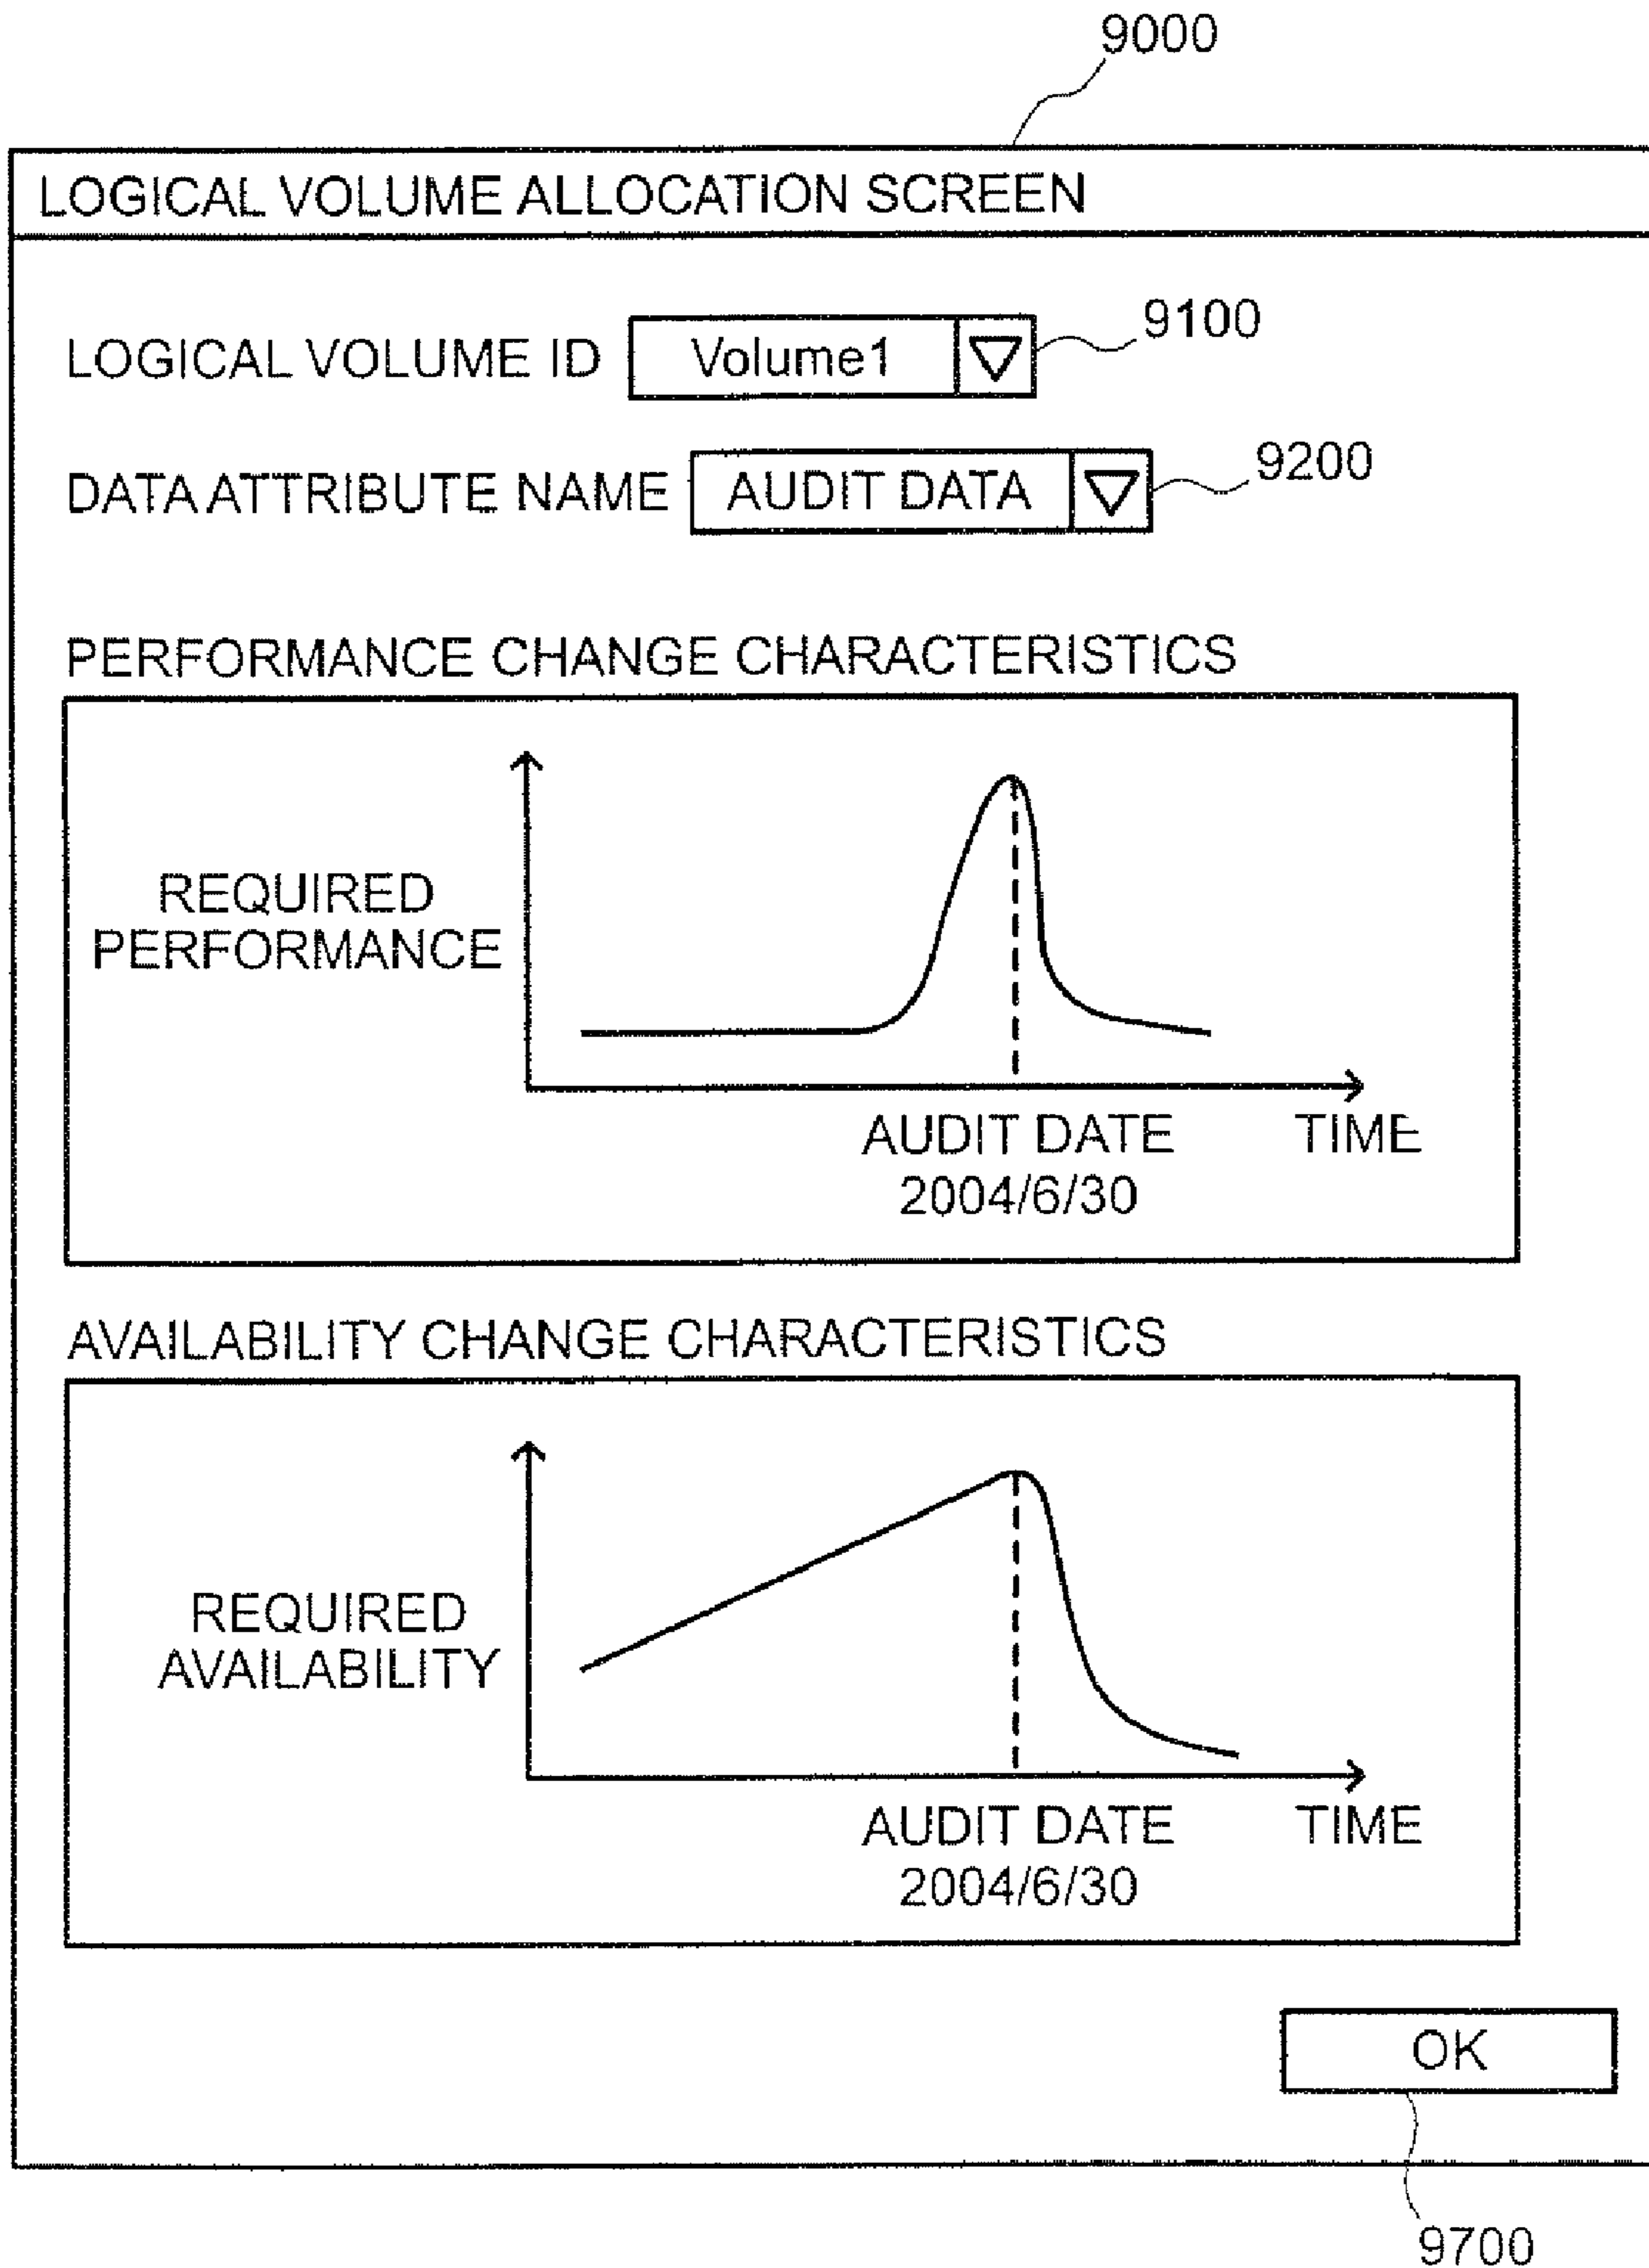 9000
LOGICAL VOLUME ALLOCATION SCREEN
LOGICAL VOLUME ID Volume1 9100
DATA ATTRIBUTE NAME AUDIT DATA 9200
PERFORMANCE CHANGE CHARACTERISTICS
REQUIRED
PERFORMANCE
AUDIT DATE TIME
2004/6/30
AVAILABILITY CHANGE CHARACTERISTICS
REQUIRED
AVAILABILITY
AUDIT DATE TIME
2004/6/30
OK
9700